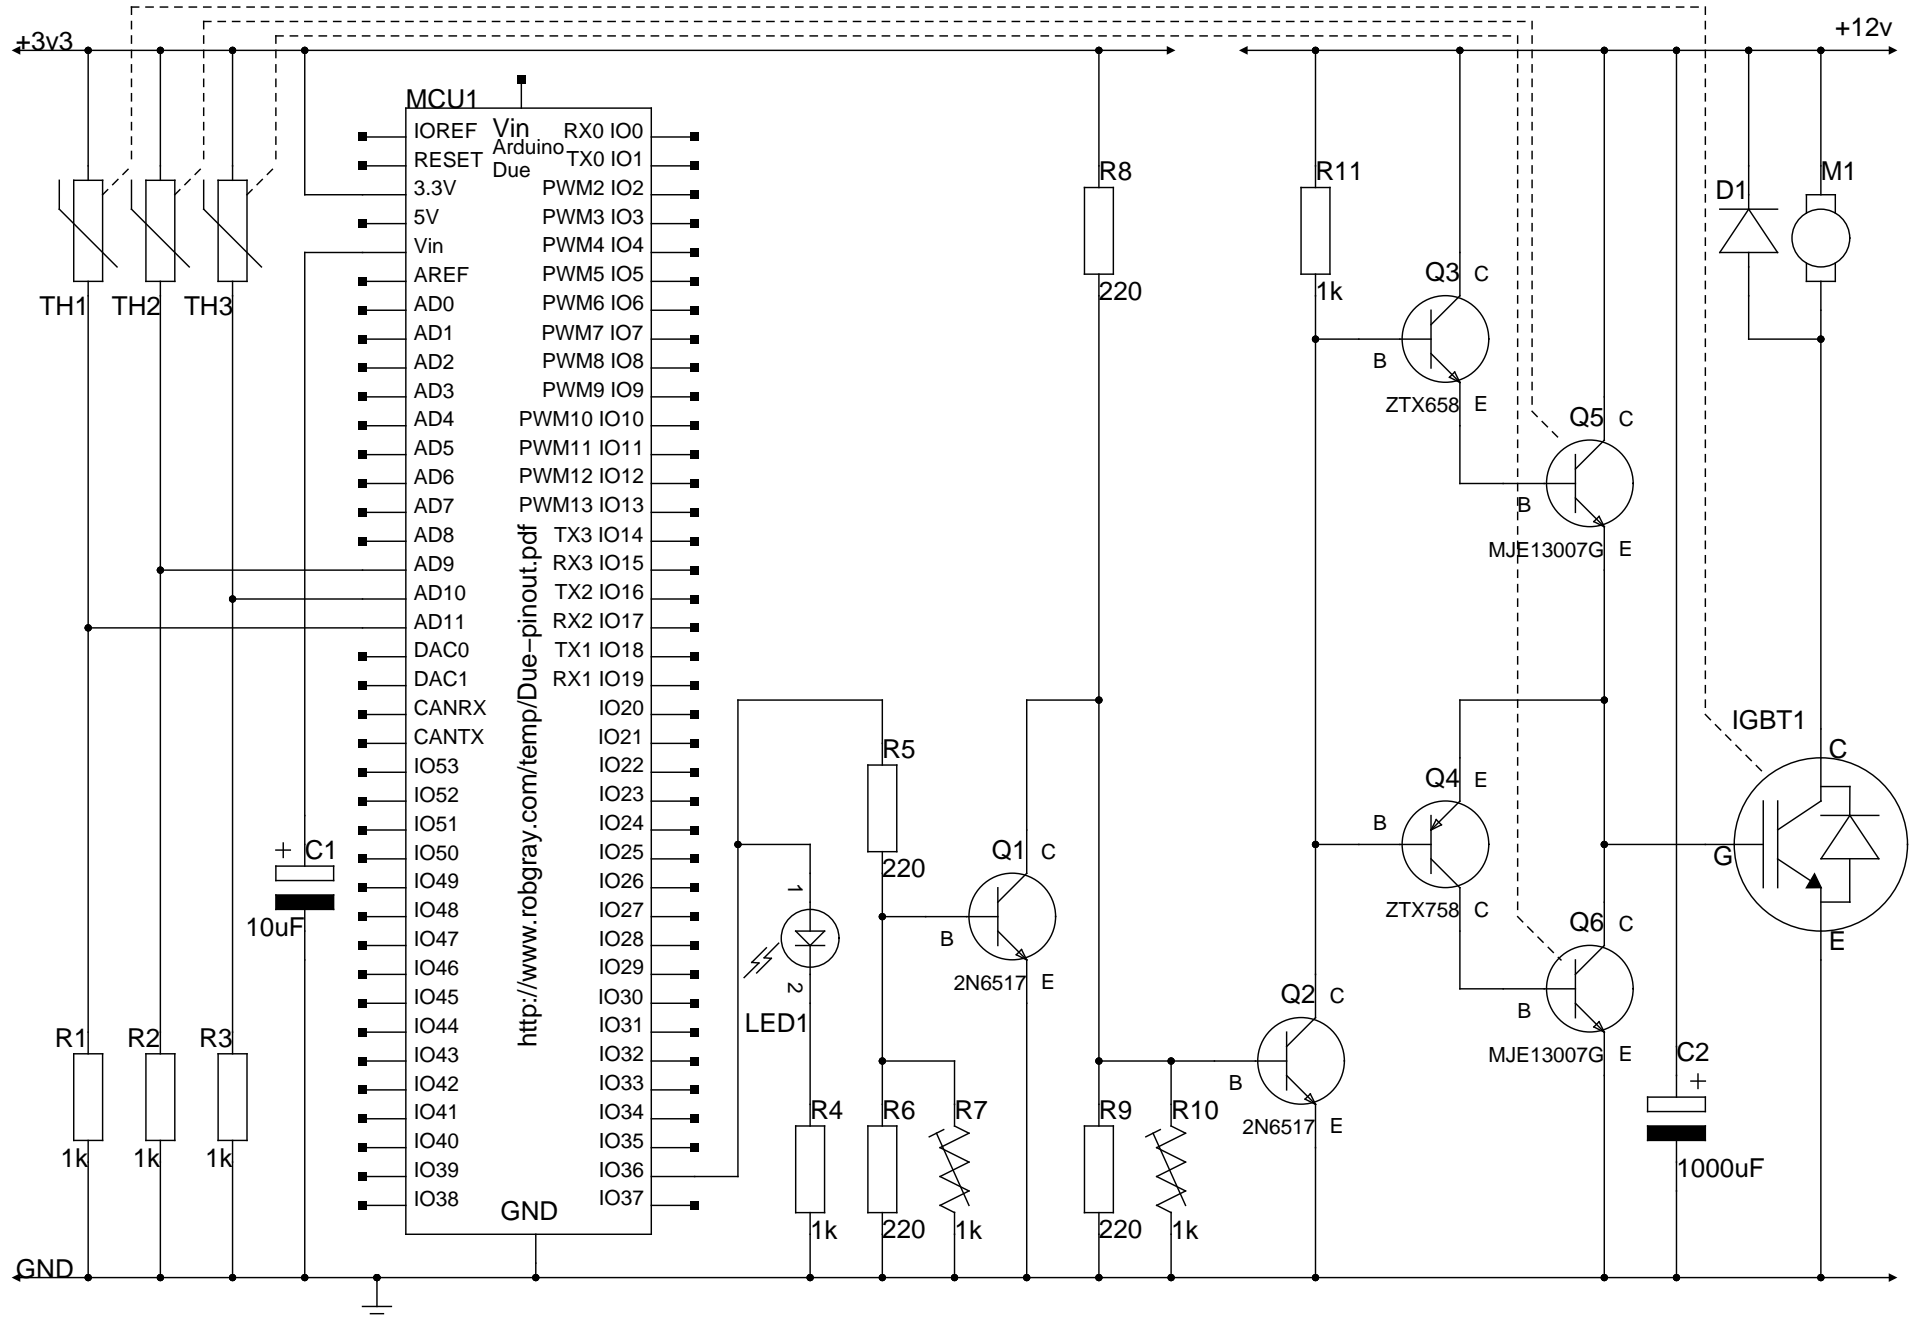 +3v3
+12v
MCU1
Vin
Arduino
Due
IOREF
RESET
3.3V
5V
Vin
AREF
AD0
AD1
AD2
AD3
AD4
AD5
AD6
AD7
AD8
AD9
AD10
AD11
DAC0
DAC1
CANRX
CANTX
IO53
IO52
IO51
IO50
IO49
IO48
IO47
IO46
IO45
IO44
IO43
IO42
IO41
IO40
IO39
IO38
RX0 IO0
TX0 IO1
PWM2 IO2
PWM3 IO3
PWM4 IO4
PWM5 IO5
PWM6 IO6
PWM7 IO7
PWM8 IO8
PWM9 IO9
PWM10 IO10
PWM11 IO11
PWM12 IO12
PWM13 IO13
TX3 IO14
RX3 IO15
TX2 IO16
RX2 IO17
TX1 IO18
RX1 IO19
IO20
IO21
IO22
IO23
IO24
IO25
IO26
IO27
IO28
IO29
IO30
IO31
IO32
IO33
IO34
IO35
IO36
IO37
http://www.robgray.com/temp/Due-pinout.pdf
GND
TH1
TH2
TH3
+ C1
10uF
R1
1k
R2
1k
R3
1k
GND
1
2
LED1
R4
1k
R5
220
R6
220
R7
1k
Q1 C
B
2N6517 E
R8
220
R9
220
R10
1k
R11
1k
Q2 C
B
2N6517 E
Q3 C
B
ZTX658 E
Q5 C
B
MJE13007G E
Q4 E
B
ZTX758 C
Q6 C
B
MJE13007G E
C2
+
1000uF
D1
M1
IGBT1
C
G
E